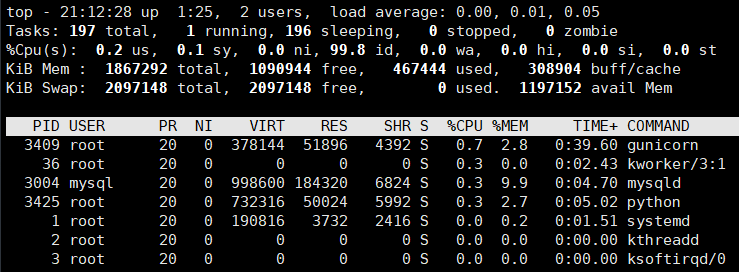 top - 21:12:28 up  1:25,  2 users,  load average: 0.00, 0.01, 0.05
Tasks: 197 total,   1 running, 196 sleeping,   0 stopped,   0 zombie
%Cpu(s):  0.2 us,  0.1 sy,  0.0 ni, 99.8 id,  0.0 wa,  0.0 hi,  0.0 si,  0.0 st
KiB Mem :  1867292 total,  1090944 free,   467444 used,   308904 buff/cache
KiB Swap:  2097148 total,  2097148 free,        0 used.  1197152 avail Mem
PID USER      PR  NI    VIRT    RES    SHR S  %CPU %MEM     TIME+ COMMAND
3409 root      20   0  378144  51896   4392 S   0.7  2.8   0:39.60 gunicorn
36 root      20   0       0      0      0 S   0.3  0.0   0:02.43 kworker/3:1
3004 mysql     20   0  998600 184320   6824 S   0.3  9.9   0:04.70 mysqld
3425 root      20   0  732316  50024   5992 S   0.3  2.7   0:05.02 python
1 root      20   0  190816   3732   2416 S   0.0  0.2   0:01.51 systemd
2 root      20   0       0      0      0 S   0.0  0.0   0:00.00 kthreadd
3 root      20   0       0      0      0 S   0.0  0.0   0:00.00 ksoftirqd/0